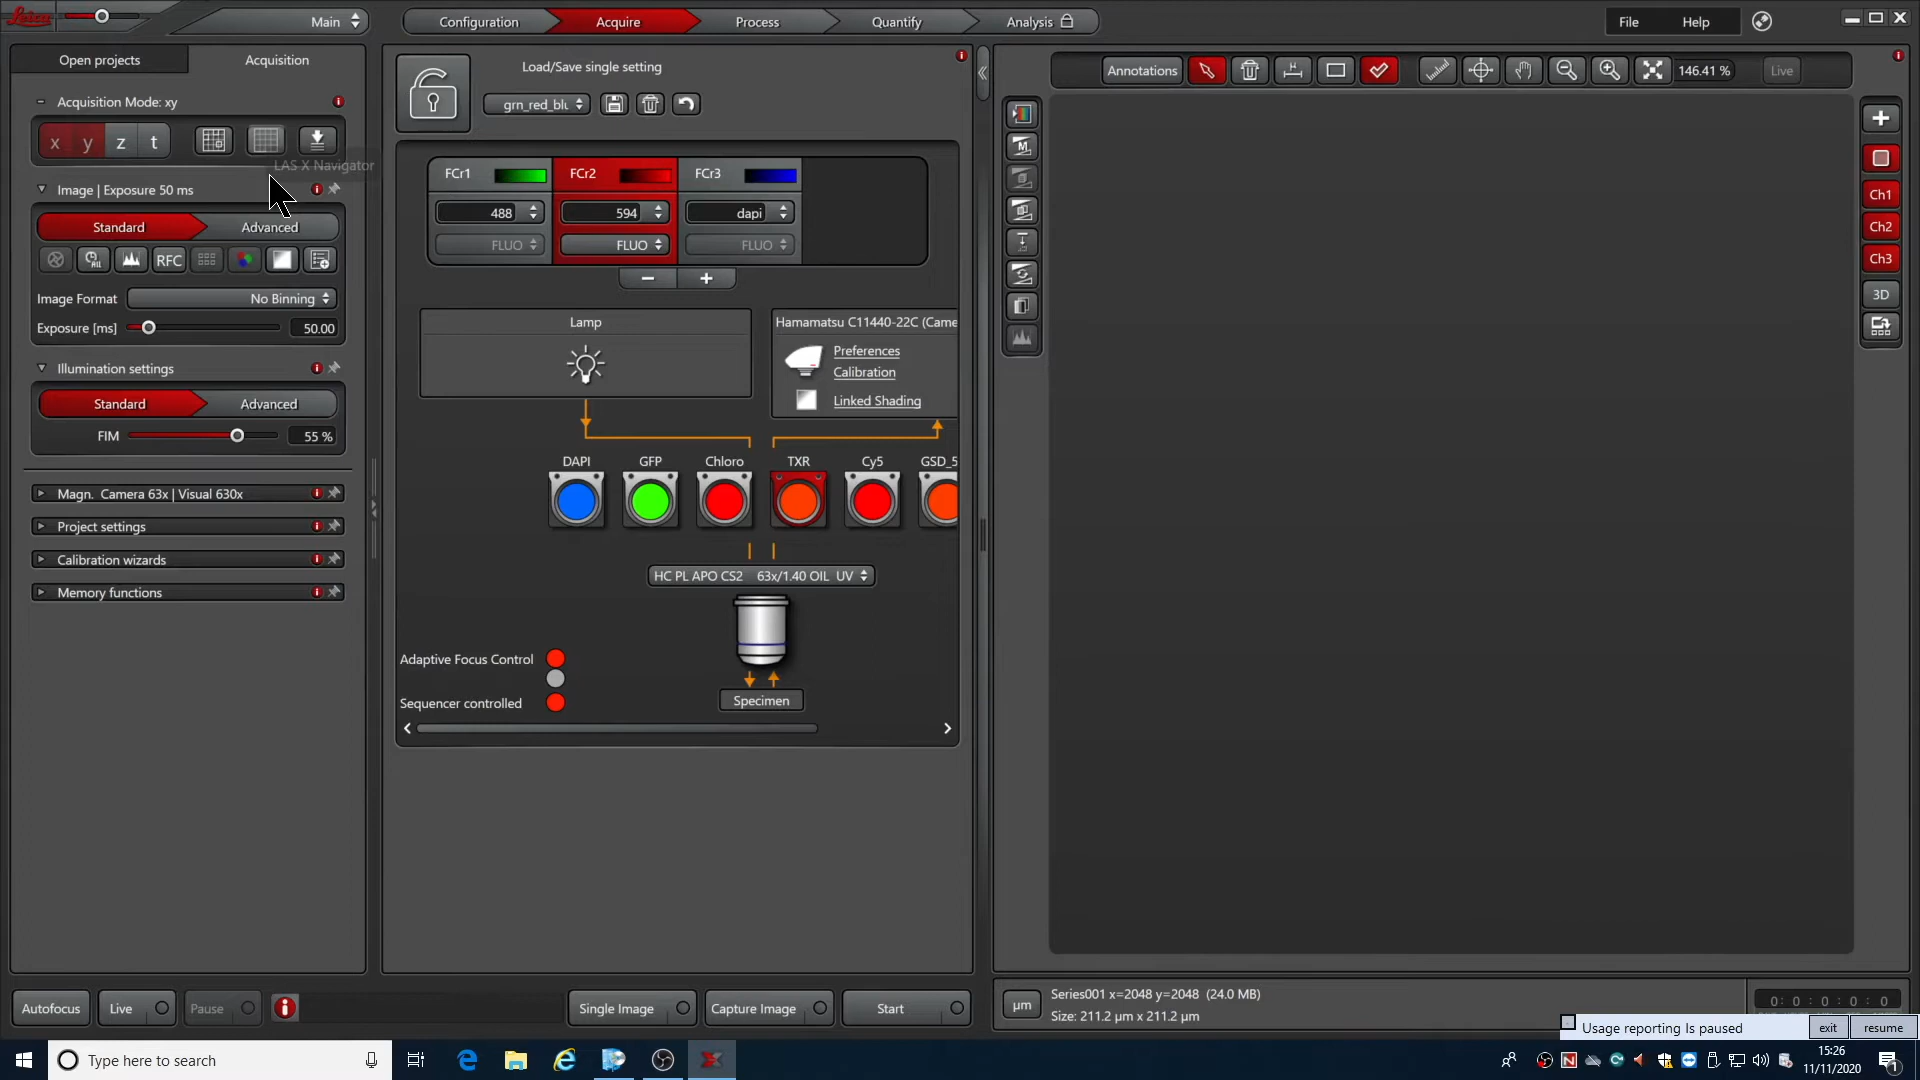 Leica
Main
Configuration
Acquire
Process
Quantify
Analysis
File
Help
Open projects
Acquisition
Acquisition Mode: xy
x
y
z
t
LAS X Navigator
Image | Exposure 50 ms
Standard
Advanced
RFC
Image Format
No Binning
Exposure [ms]
50.00
Illumination settings
Standard
Advanced
FIM
55 %
Magn. Camera 63x | Visual 630x
Project settings
Calibration wizards
Memory functions
Load/Save single setting
grn_red_blu
FCr1
FCr2
FCr3
488
594
dapi
FLUO
FLUO
FLUO
Lamp
Hamamatsu C11440-22C (Came
Preferences
Calibration
Linked Shading
DAPI
GFP
Chloro
TXR
Cy5
GSD_5
HC PL APO CS2 63x/1.40 OIL UV
Adaptive Focus Control
Sequencer controlled
Specimen
Annotations
146.41 %
Live
Ch1
Ch2
Ch3
3D
Autofocus
Live
Pause
Single Image
Capture Image
Start
µm
Series001 x=2048 y=2048 (24.0 MB)
Size: 211.2 µm x 211.2 µm
0: 0: 0: 0: 0: 0
Usage reporting Is paused
exit
resume
Type here to search
15:26
11/11/2020
1